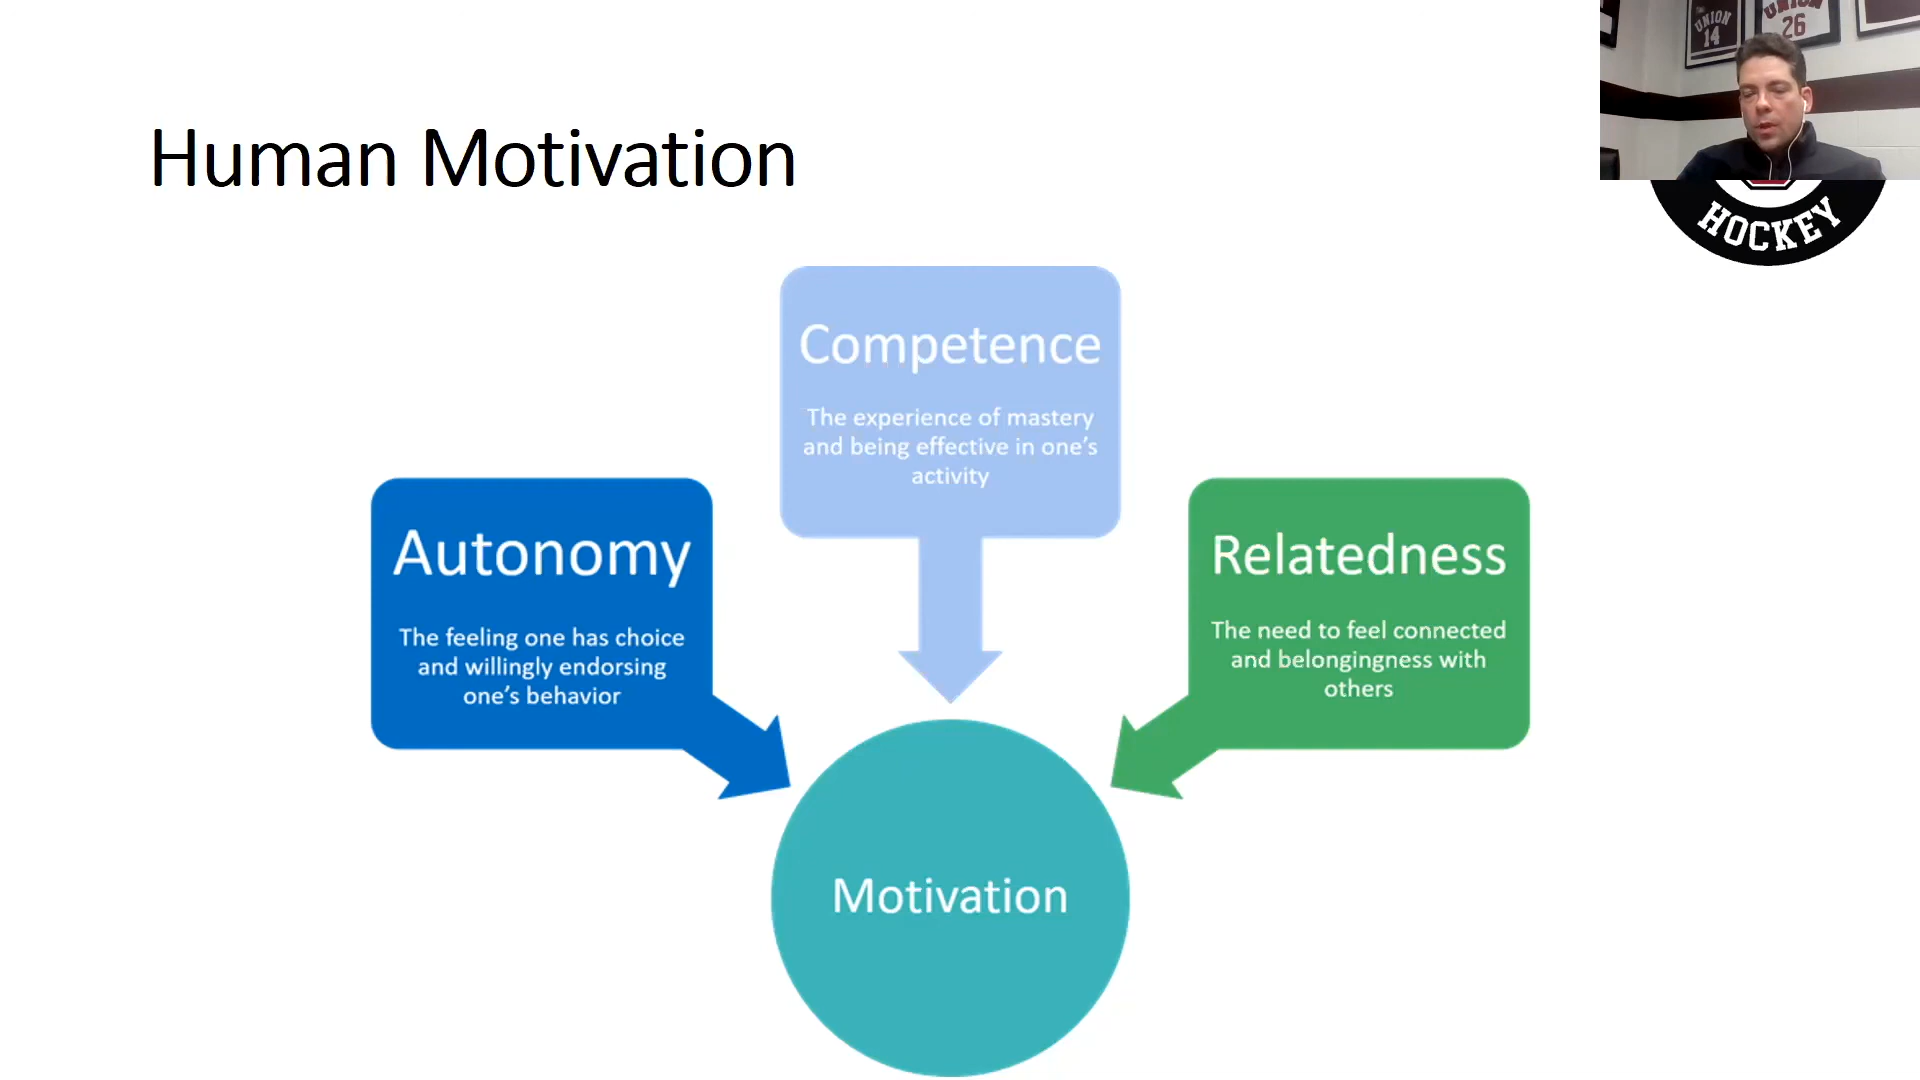 UNION
14
UNION
26
HOCKEY
Human Motivation
Competence
The experience of mastery
and being effective in one’s
activity
Autonomy
The feeling one has choice
and willingly endorsing
one’s behavior
Relatedness
The need to feel connected
and belongingness with
others
Motivation